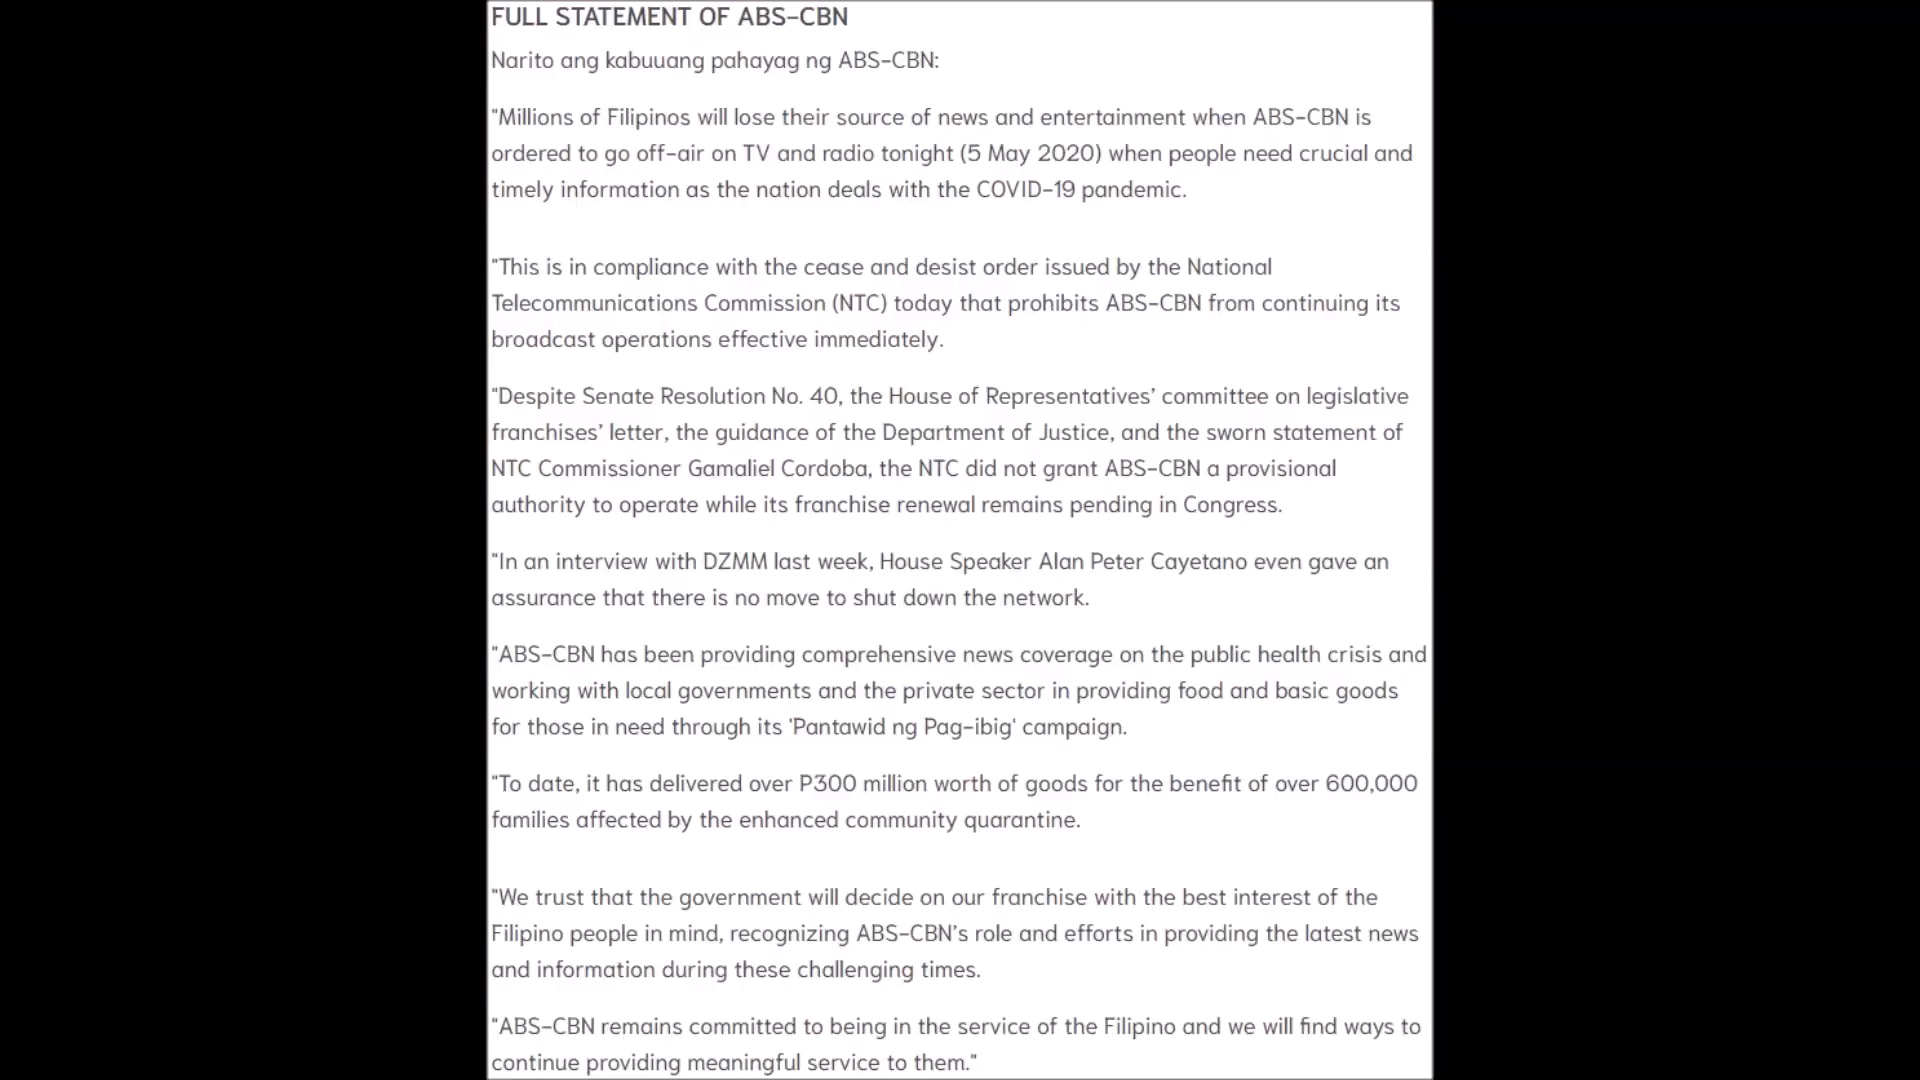 FULL STATEMENT OF ABS-CBN
Narito ang kabuuang pahayag ng ABS-CBN:
"Millions of Filipinos will lose their source of news and entertainment when ABS-CBN is
ordered to go off-air on TV and radio tonight (5 May 2020) when people need crucial and
timely information as the nation deals with the COVID-19 pandemic.
"This is in compliance with the cease and desist order issued by the National
Telecommunications Commission (NTC) today that prohibits ABS-CBN from continuing its
broadcast operations effective immediately.
"Despite Senate Resolution No. 40, the House of Representatives’ committee on legislative
franchises’ letter, the guidance of the Department of Justice, and the sworn statement of
NTC Commissioner Gamaliel Cordoba, the NTC did not grant ABS-CBN a provisional
authority to operate while its franchise renewal remains pending in Congress.
"In an interview with DZMM last week, House Speaker Alan Peter Cayetano even gave an
assurance that there is no move to shut down the network.
"ABS-CBN has been providing comprehensive news coverage on the public health crisis and
working with local governments and the private sector in providing food and basic goods
for those in need through its 'Pantawid ng Pag-ibig' campaign.
"To date, it has delivered over P300 million worth of goods for the benefit of over 600,000
families affected by the enhanced community quarantine.
"We trust that the government will decide on our franchise with the best interest of the
Filipino people in mind, recognizing ABS-CBN’s role and efforts in providing the latest news
and information during these challenging times.
"ABS-CBN remains committed to being in the service of the Filipino and we will find ways to
continue providing meaningful service to them."